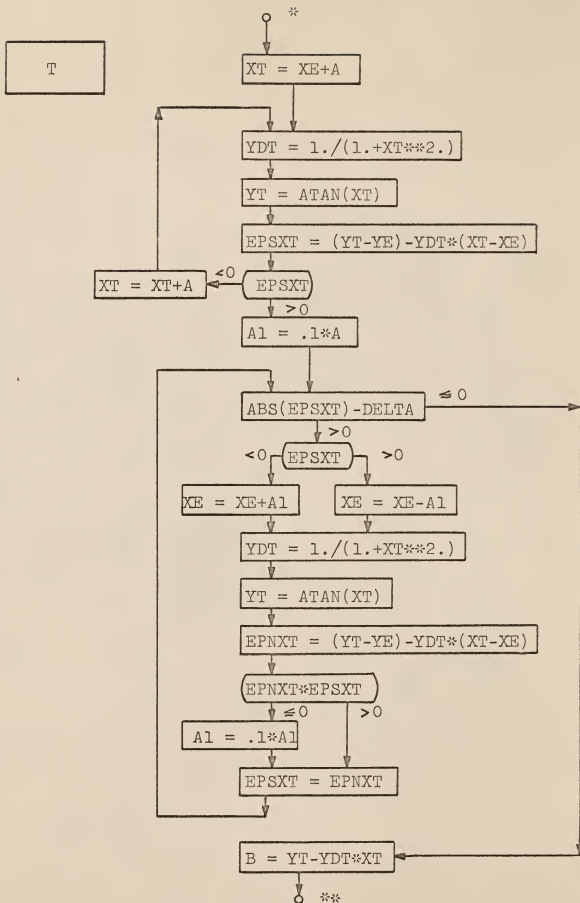 *
T
XT = XE+A
YDT = 1./(1.+XT**2.)
YT = ATAN(XT)
EPSXT = (YT-YE)-YDT*(XT-XE)
XT = XT+A
<0
EPSXT
>0
A1 = .1*A
ABS(EPSXT)-DELTA
≤0
>0
<0
EPSXT
>0
XE = XE+A1
XE = XE-A1
YDT = 1./(1.+XT**2.)
YT = ATAN(XT)
EPNXT = (YT-YE)-YDT*(XT-XE)
EPNXT*EPSXT
≤0
>0
A1 = .1*A1
EPSXT = EPNXT
B = YT-YDT*XT
**